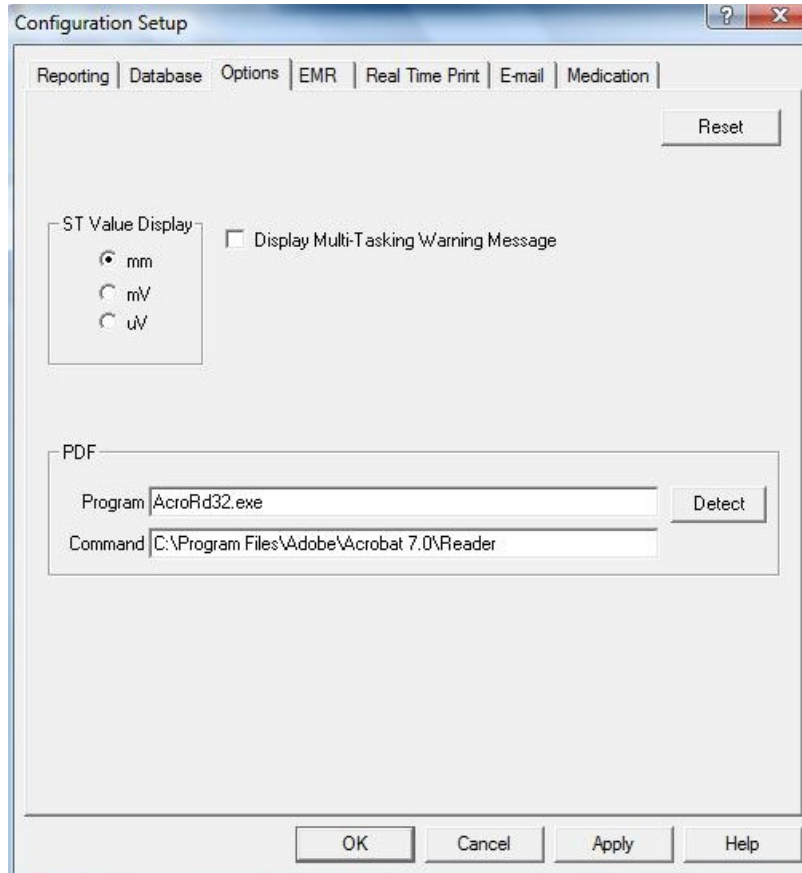 Configuration Setup
?
X
Reporting Database Options EMR Real Time Print E-mail Medication
Reset
ST Value Display
Display Multi-Tasking Warning Message
mm
mV
uV
PDF
Program AcroRd32.exe Detect
Command C:\Program Files\Adobe\Acrobat 7.0\Reader
OK Cancel Apply Help